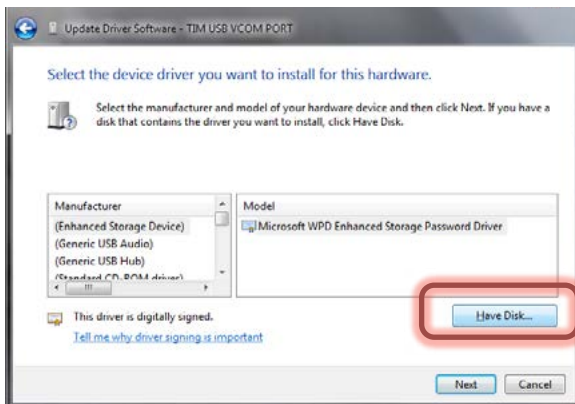 Update Driver Software - TIM USB VCOM PORT
Select the device driver you want to install for this hardware.
Select the manufacturer and model of your hardware device and then click Next. If you have a
disk that contains the driver you want to install, click Have Disk.
Manufacturer
Model
(Enhanced Storage Device)
Microsoft WPD Enhanced Storage Password Driver
(Generic USB Audio)
(Generic USB Hub)
(Standard CD-ROM driver)
This driver is digitally signed.
Have Disk...
Tell me why driver signing is important
Next
Cancel